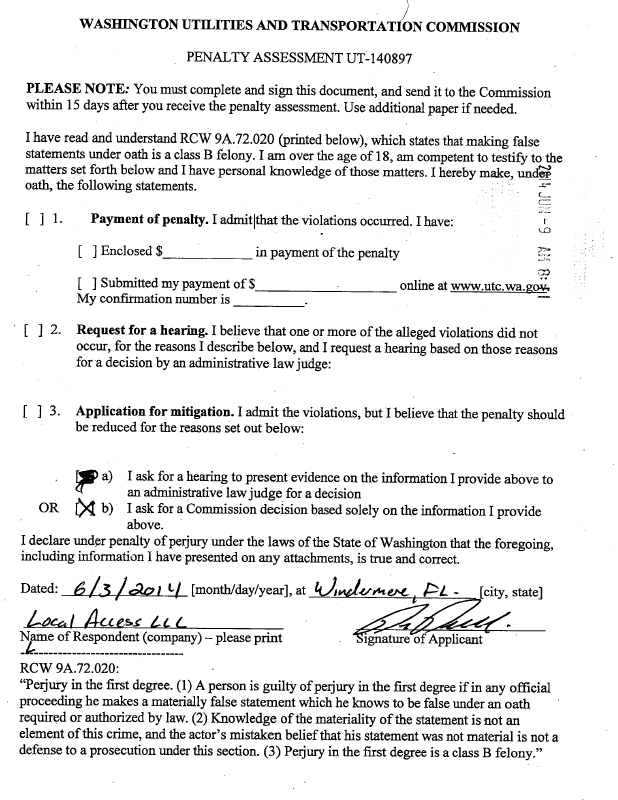 WASHINGTON UTILITIES AND TRANSPORTATION COMMISSION
PENALTY ASSESSMENT UT-140897
PLEASE NOTE: You must complete and sign this document, and send it to the Commission
within 15 days after you receive the penalty assessment. Use additional paper if needed.
I have read and understand RCW 9A.72.020 (printed below), which states that making false
statements under oath is a class B felony. I am over the age of 18, am competent to testify to the
matters set forth below and I have personal knowledge of those matters. I hereby make, under
oath, the following statements.
[ ] 1. Payment of penalty. I admit that the violations occurred. I have:
[ ] Enclosed $____________ in payment of the penalty
[ ] Submitted my payment of $____________________ online at www.utc.wa.gov.
My confirmation number is __________.
[ ] 2. Request for a hearing. I believe that one or more of the alleged violations did not
occur, for the reasons I describe below, and I request a hearing based on those reasons
for a decision by an administrative law judge:
[ ] 3. Application for mitigation. I admit the violations, but I believe that the penalty should
be reduced for the reasons set out below:
a) I ask for a hearing to present evidence on the information I provide above to
an administrative law judge for a decision
OR [X] b) I ask for a Commission decision based solely on the information I provide
above.
I declare under penalty of perjury under the laws of the State of Washington that the foregoing,
including information I have presented on any attachments, is true and correct.
Dated: 6/3/2014 [month/day/year], at Windermere, FL. [city, state]
Local Access LLC
Name of Respondent (company) – please print Signature of Applicant
RCW 9A.72.020:
“Perjury in the first degree. (1) A person is guilty of perjury in the first degree if in any official
proceeding he makes a materially false statement which he knows to be false under an oath
required or authorized by law. (2) Knowledge of the materiality of the statement is not an
element of this crime, and the actor’s mistaken belief that his statement was not material is not a
defense to a prosecution under this section. (3) Perjury in the first degree is a class B felony.”